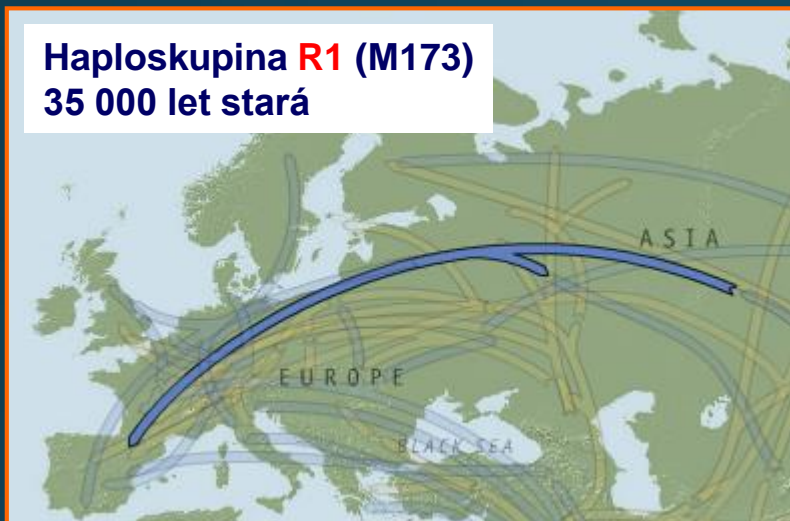 Haploskupina R1 (M173)
35 000 let stará
ASIA
EUROPE
BLACK SEA